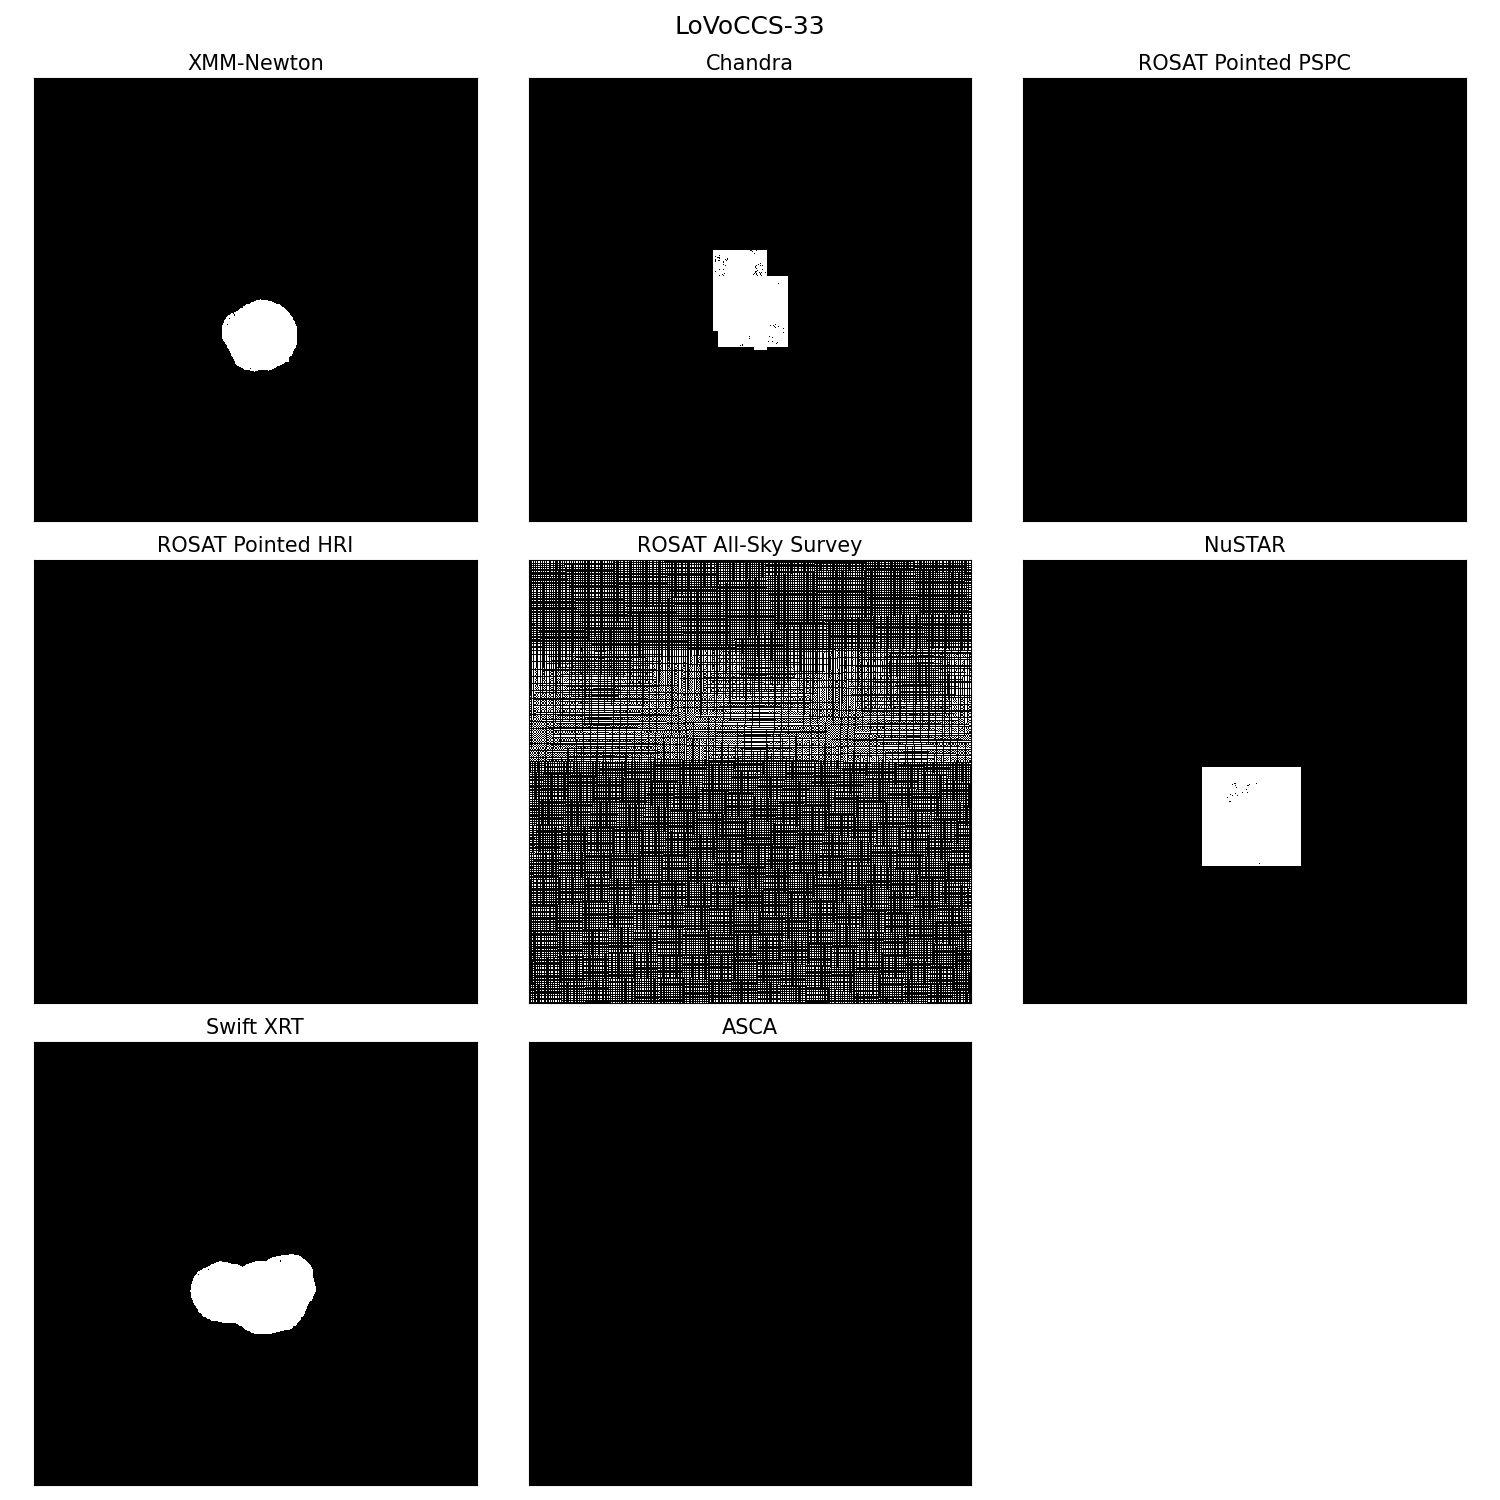 LoVoCCS-33
XMM-Newton
Chandra
ROSAT Pointed PSPC
ROSAT Pointed HRI
ROSAT All-Sky Survey
NuSTAR
Swift XRT
ASCA